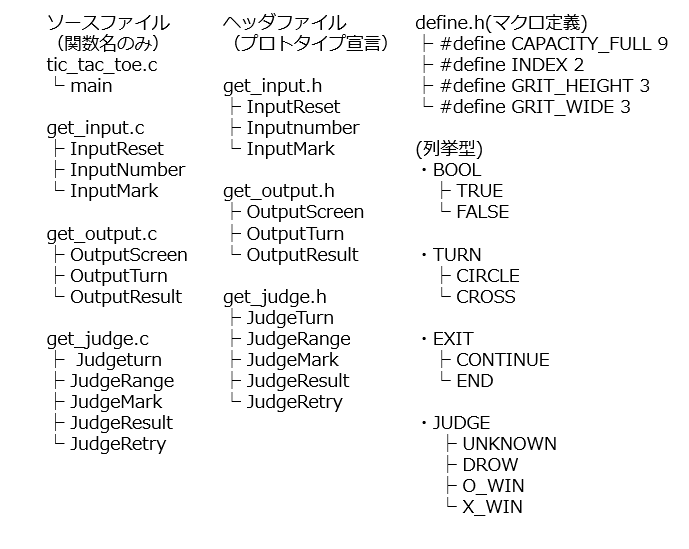 ソースファイル
(関数名のみ)
tic_tac_toe.c
└ main
get_input.c
├ InputReset
├ InputNumber
└ InputMark
get_output.c
├ OutputScreen
├ OutputTurn
└ OutputResult
get_judge.c
├ Judgeturn
├ JudgeRange
├ JudgeMark
├ JudgeResult
└ JudgeRetry
ヘッダファイル
(プロトタイプ宣言)
get_input.h
├ InputReset
├ Inputnumber
└ InputMark
get_output.h
├ OutputScreen
├ OutputTurn
└ OutputResult
get_judge.h
├ JudgeTurn
├ JudgeRange
├ JudgeMark
├ JudgeResult
└ JudgeRetry
define.h(マクロ定義)
├ #define CAPACITY_FULL 9
├ #define INDEX 2
├ #define GRIT_HEIGHT 3
└ #define GRIT_WIDE 3
(列挙型)
・BOOL
├ TRUE
└ FALSE
・TURN
├ CIRCLE
└ CROSS
・EXIT
├ CONTINUE
└ END
・JUDGE
├ UNKNOWN
├ DROW
├ O_WIN
└ X_WIN